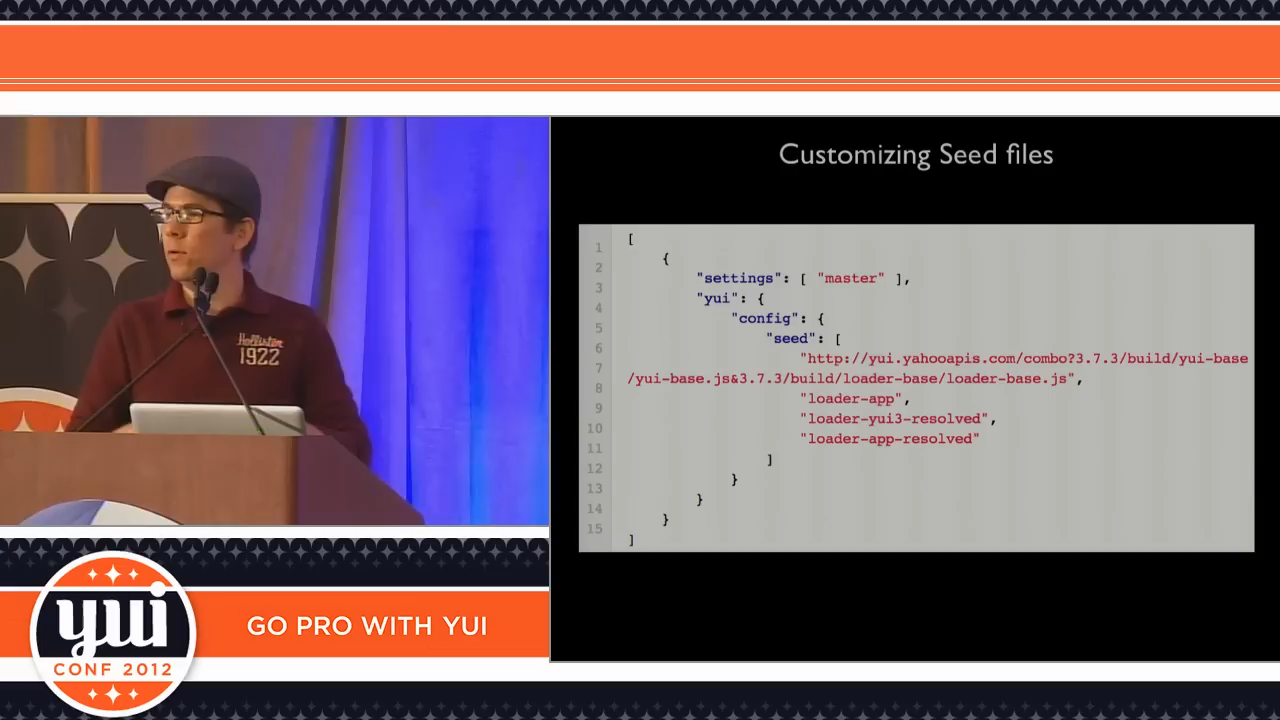 Customizing Seed files
1 [
2 {
3 "settings": [ "master" ],
4 "yui": {
5 "config": {
6 "seed": [
7 "http://yui.yahooapis.com/combo?3.7.3/build/yui-base
8 /yui-base.js&3.7.3/build/loader-base/loader-base.js",
9 "loader-app",
10 "loader-yui3-resolved",
11 "loader-app-resolved"
12 ]
13 }
14 }
15 }
]
Hollister
1922
yui
CONF 2012
GO PRO WITH YUI